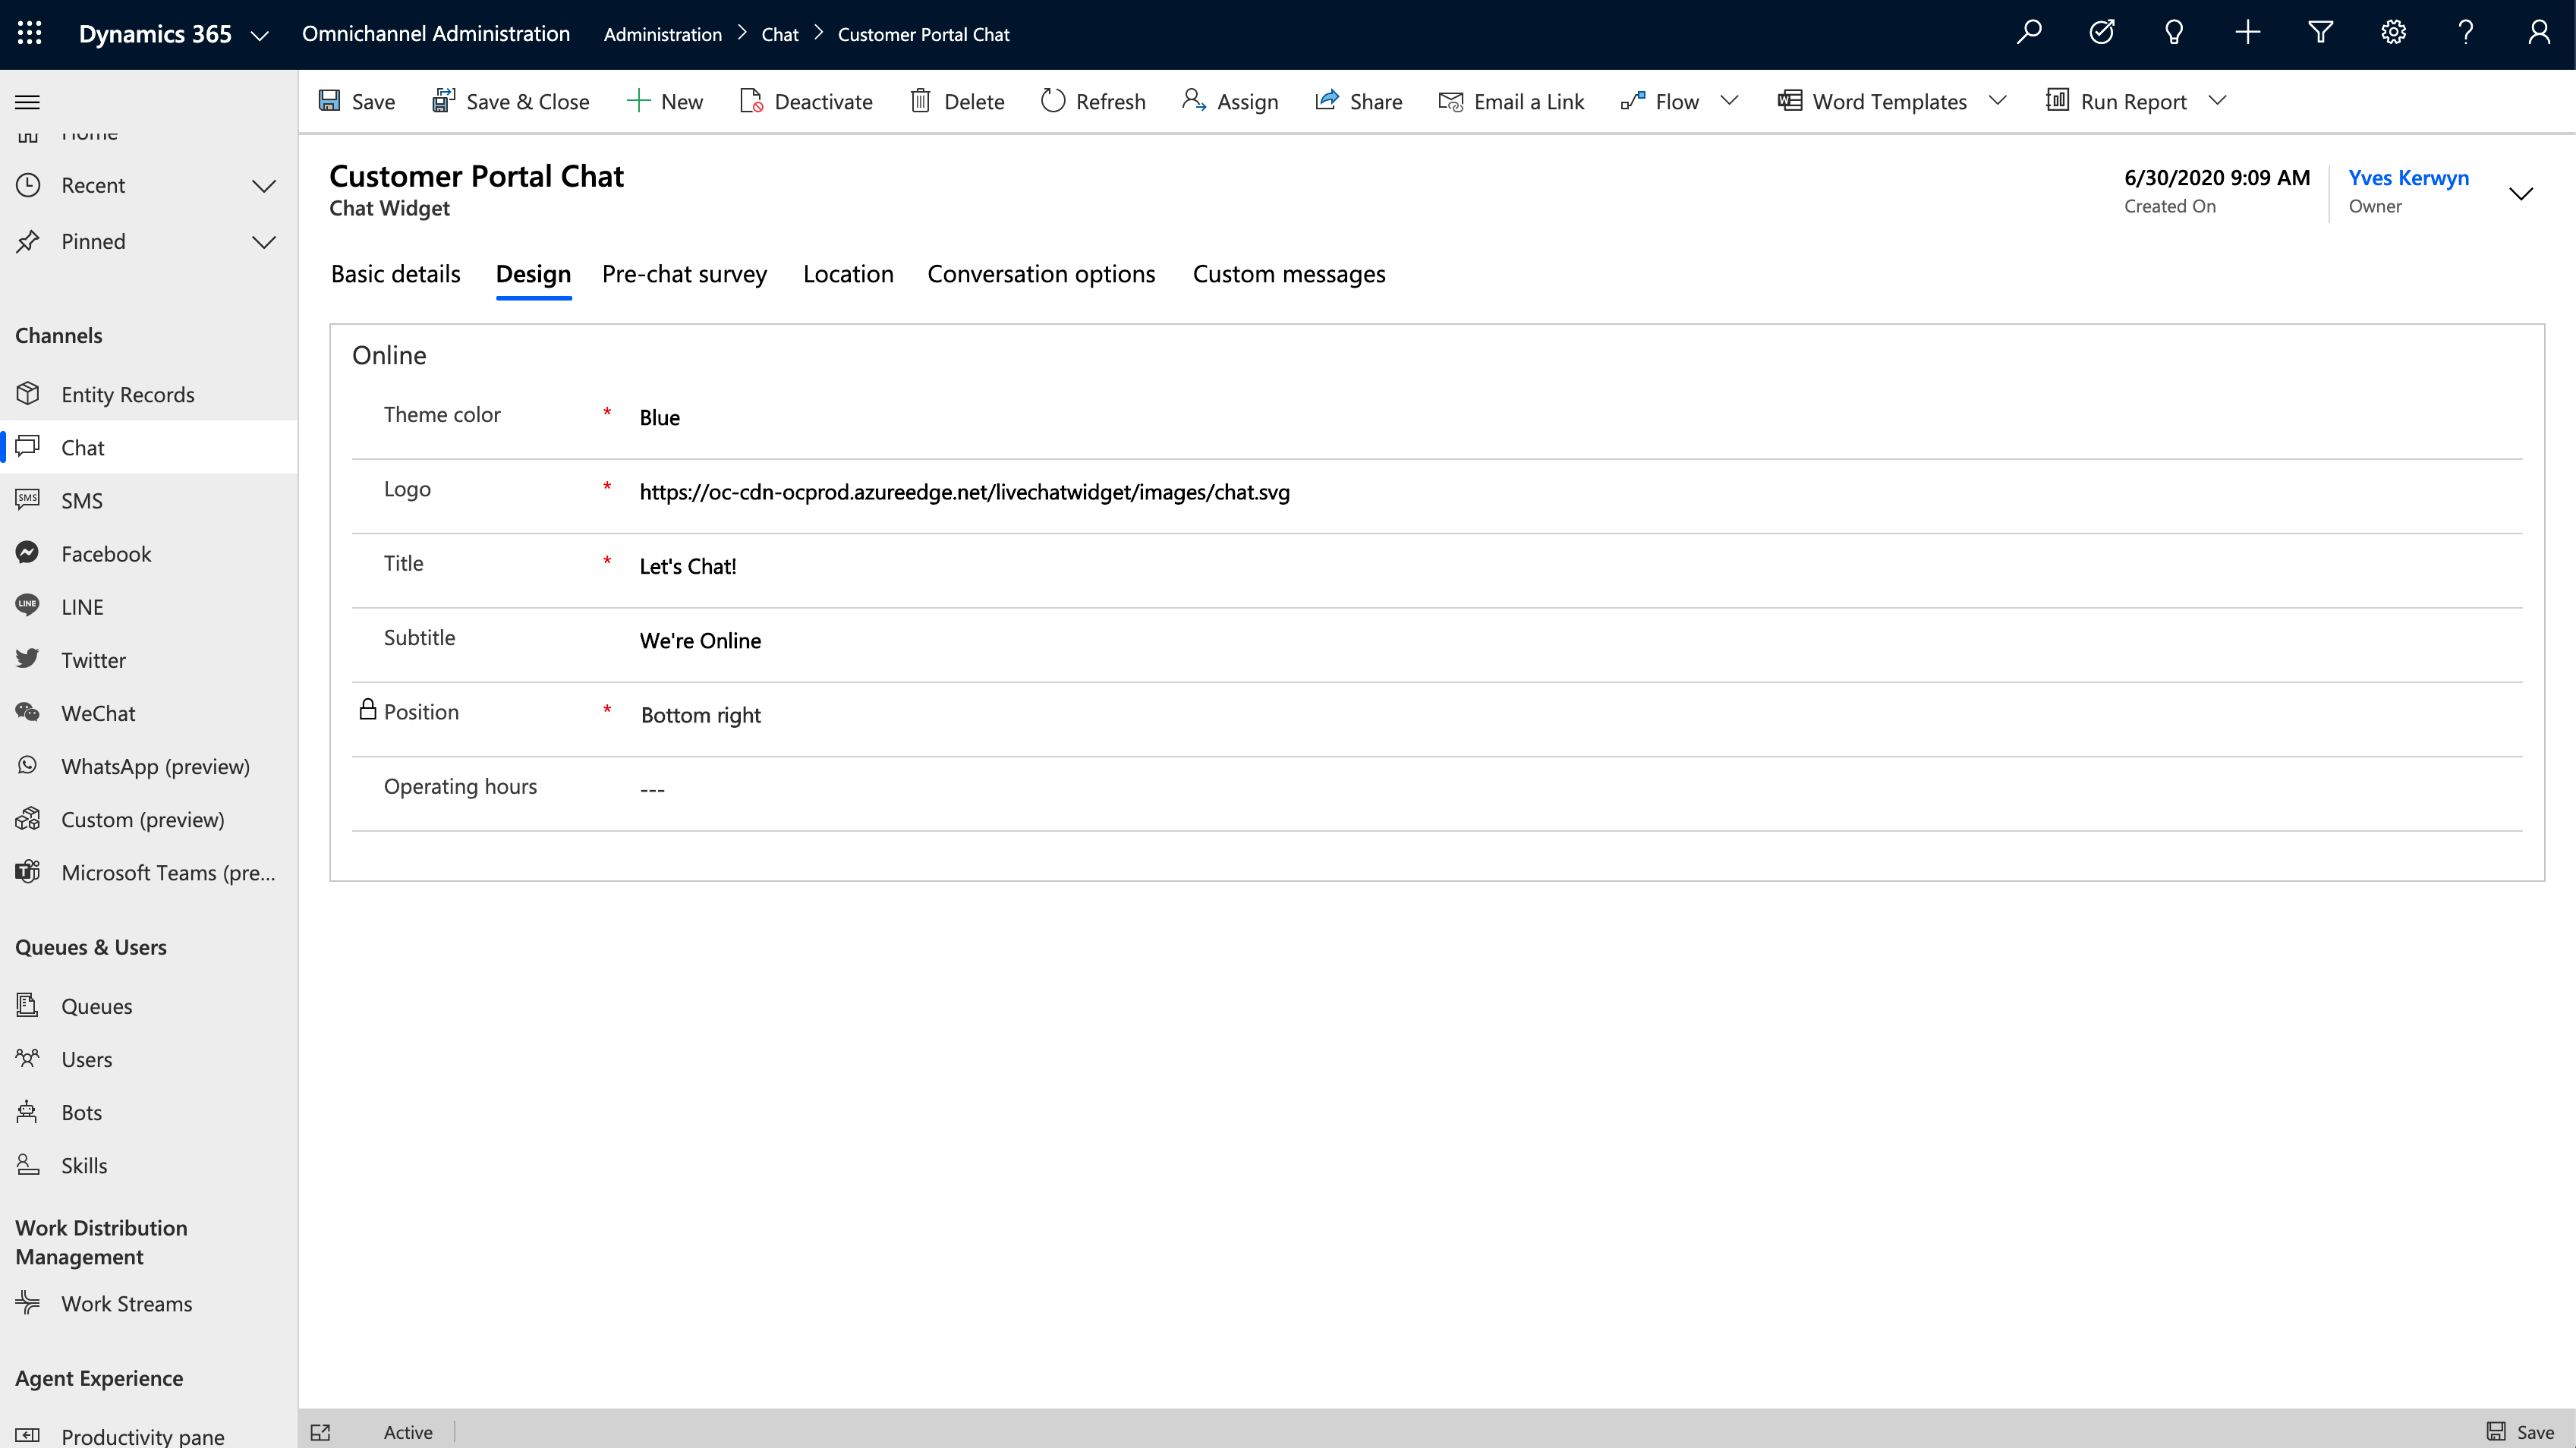 Dynamics 365
Omnichannel Administration
Administration > Chat > Customer Portal Chat
Save
Save & Close
New
Deactivate
Delete
Refresh
Assign
Share
Email a Link
Flow
Word Templates
Run Report
Home
Recent
Pinned
Channels
Entity Records
Chat
SMS
SMS
Facebook
LINE
LINE
Twitter
WeChat
WhatsApp (preview)
Custom (preview)
Microsoft Teams (pre...
Queues & Users
Queues
Users
Bots
Skills
Work Distribution
Management
Work Streams
Agent Experience
Productivity pane
Customer Portal Chat
Chat Widget
6/30/2020 9:09 AM
Created On
Yves Kerwyn
Owner
Basic details
Design
Pre-chat survey
Location
Conversation options
Custom messages
Online
Theme color * Blue
Logo * https://oc-cdn-ocprod.azureedge.net/livechatwidget/images/chat.svg
Title * Let's Chat!
Subtitle We're Online
Position * Bottom right
Operating hours ---
Active
Save